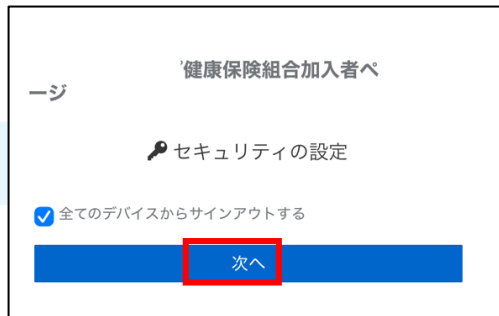 健康保険組合加入者ペ
ージ
セキュリティの設定
全てのデバイスからサインアウトする
次へ